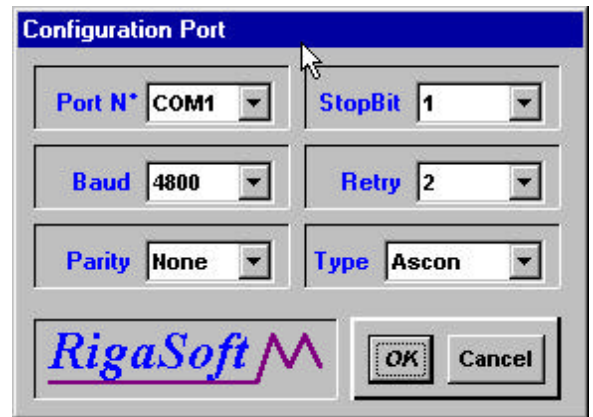 Configuration Port
Port N° COM1 StopBit 1
Baud 4800 Retry 2
Parity None Type Ascon
RigaSoft OK Cancel